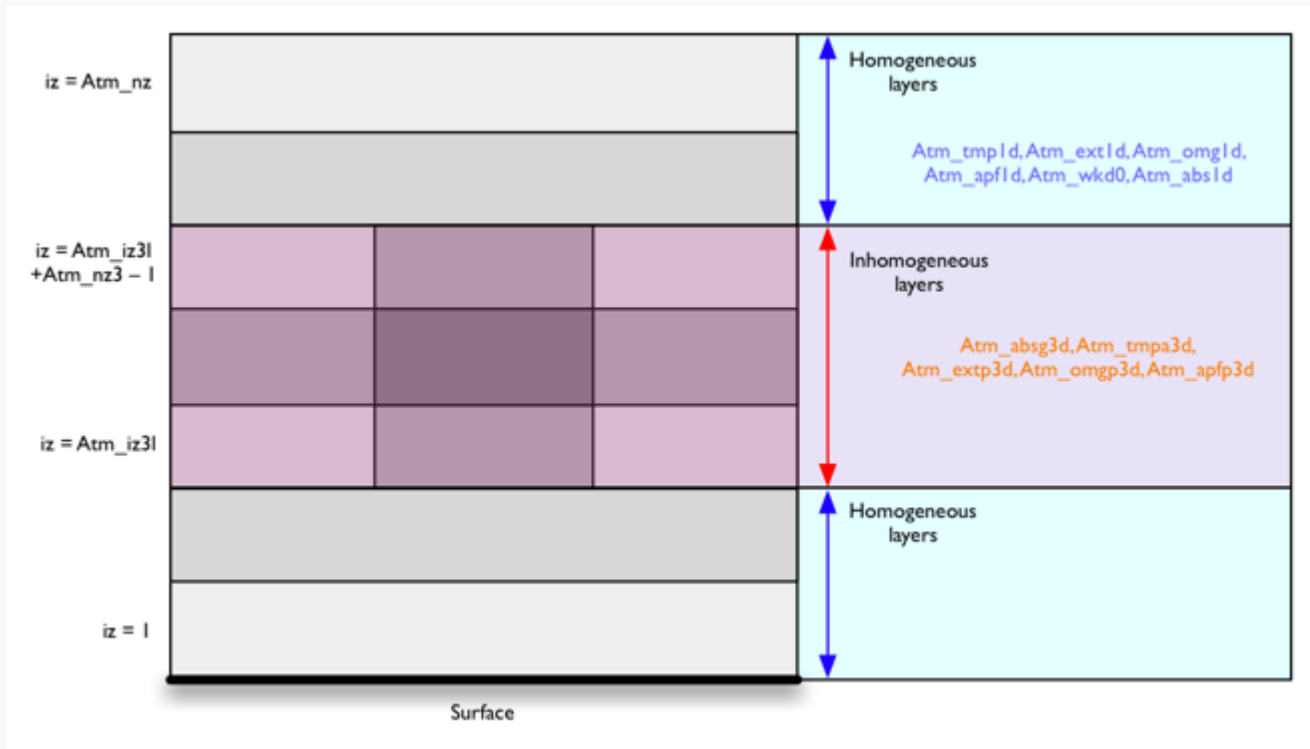 iz = Atm_nz
Homogeneous
layers
Atm_tmp1d, Atm_ext1d, Atm_omg1d,
Atm_apf1d, Atm_wkd0, Atm_abs1d
iz = Atm_iz3l
+Atm_nz3 – 1
Inhomogeneous
layers
Atm_absg3d, Atm_tmpa3d,
Atm_extp3d, Atm_omgp3d, Atm_apfp3d
iz = Atm_iz3l
Homogeneous
layers
iz = 1
Surface